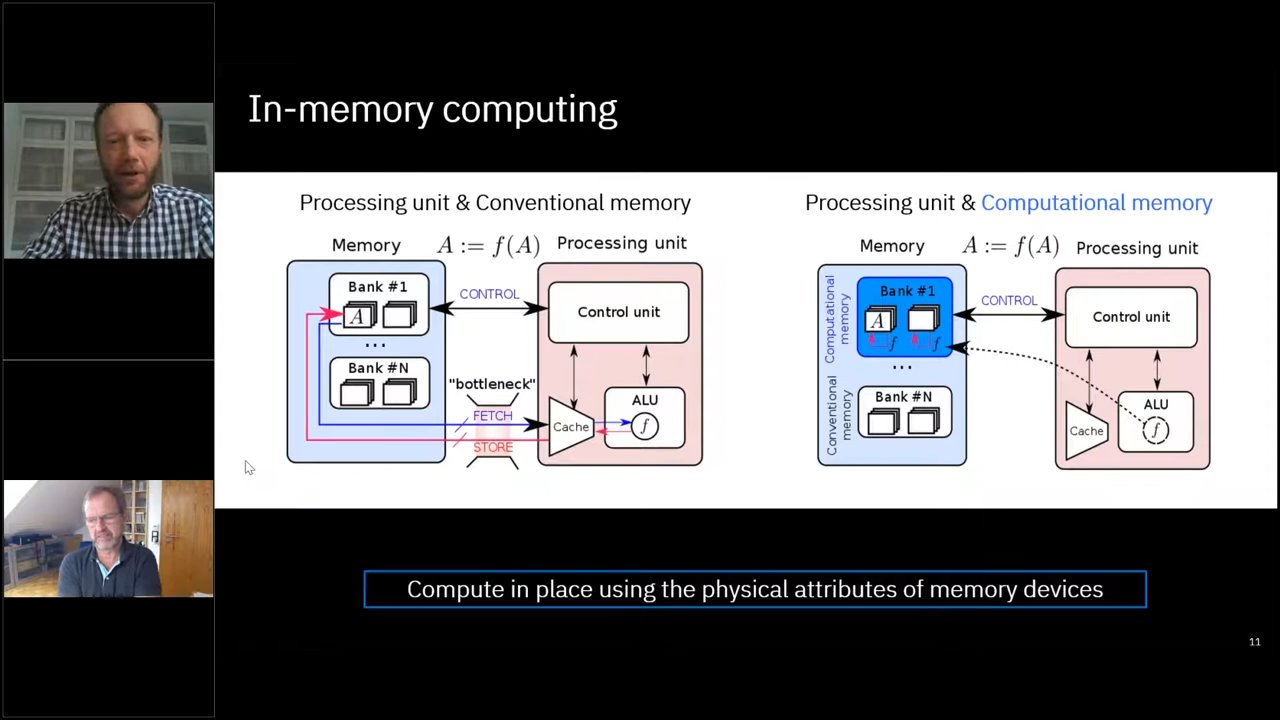 In-memory computing
Processing unit & Conventional memory
Memory
A := f(A)
Processing unit
Bank #1
A
...
Bank #N
CONTROL
"bottleneck"
FETCH
STORE
Control unit
Cache
ALU
f
Processing unit & Computational memory
Memory
A := f(A)
Processing unit
Computational memory
Bank #1
A
f
f
...
Conventional memory
Bank #N
CONTROL
Control unit
Cache
ALU
f
Compute in place using the physical attributes of memory devices
11